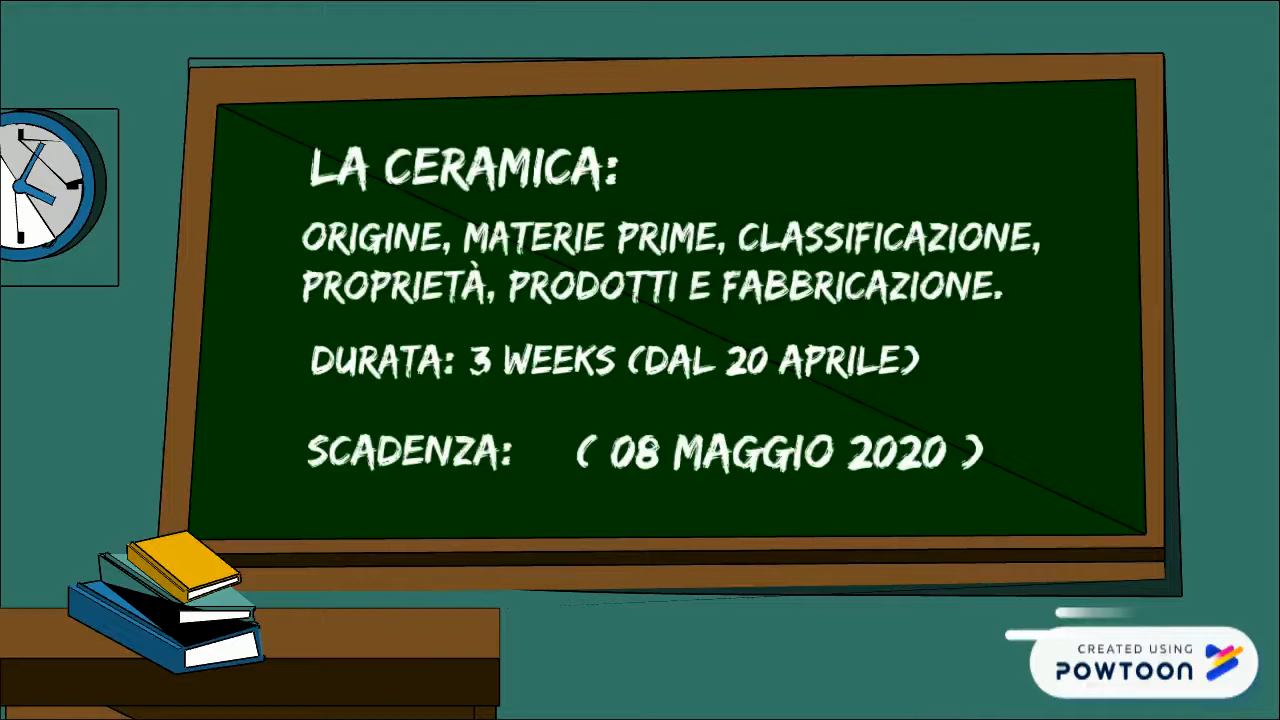 LA CERAMICA:
ORIGINE, MATERIE PRIME, CLASSIFICAZIONE,
PROPRIETÀ, PRODOTTI E FABBRICAZIONE.
DURATA: 3 WEEKS (DAL 20 APRILE)
SCADENZA: ( 08 MAGGIO 2020 )
CREATED USING
POWTOON